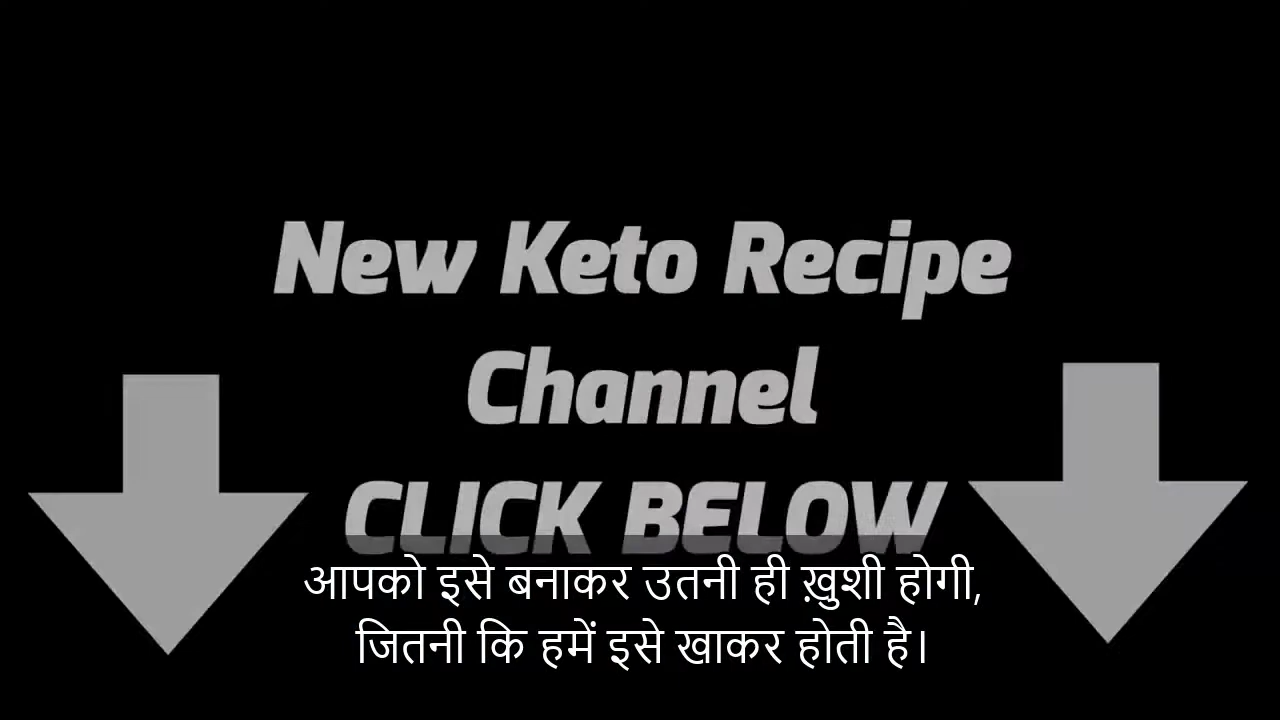 New Keto Recipe
Channel
CLICK BELOW
आपको इसे बनाकर उतनी ही ख़ुशी होगी,
जितनी कि हमें इसे खाकर होती है।